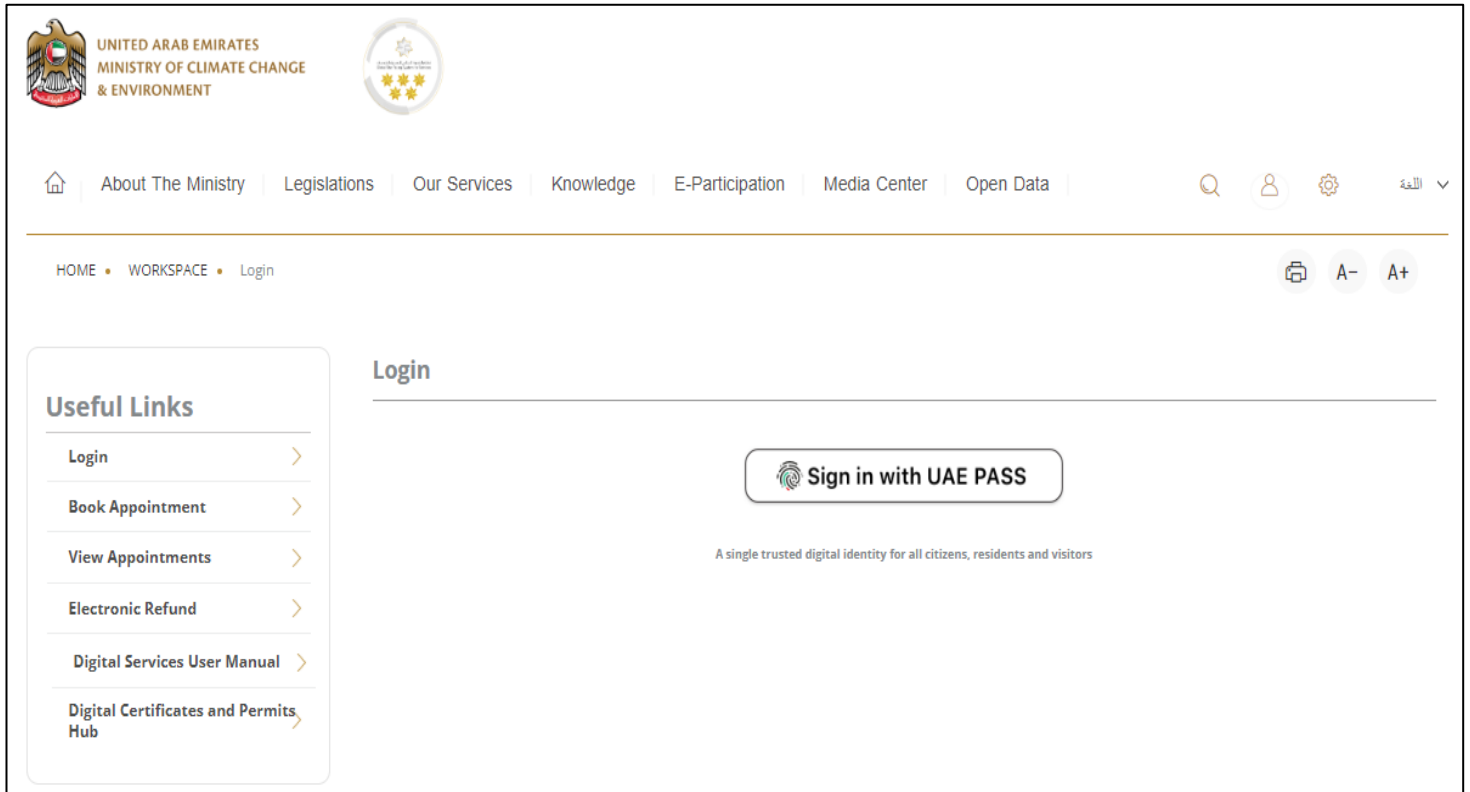 UNITED ARAB EMIRATES
MINISTRY OF CLIMATE CHANGE
& ENVIRONMENT
About The Ministry
Legislations
Our Services
Knowledge
E-Participation
Media Center
Open Data
اللغة
HOME • WORKSPACE • Login
A-
A+
Useful Links
Login
Book Appointment
View Appointments
Electronic Refund
Digital Services User Manual
Digital Certificates and Permits
Hub
Login
Sign in with UAE PASS
A single trusted digital identity for all citizens, residents and visitors